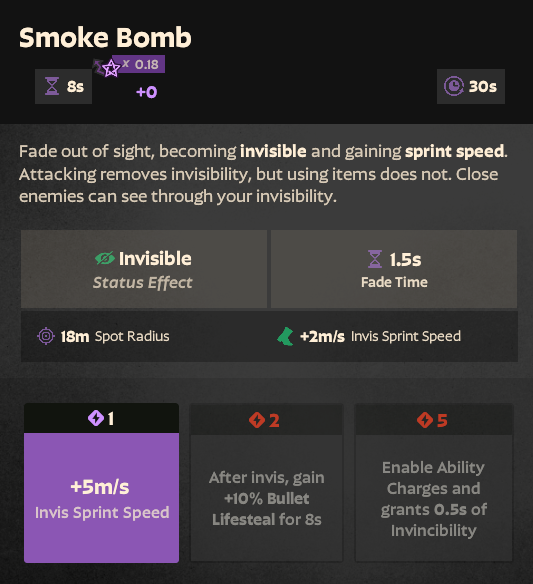 Smoke Bomb
x 0.18
8s
+0
30s
Fade out of sight, becoming invisible and gaining sprint speed.
Attacking removes invisibility, but using items does not. Close
enemies can see through your invisibility.
Invisible
Status Effect
1.5s
Fade Time
18m Spot Radius
+2m/s Invis Sprint Speed
1
+5m/s
Invis Sprint Speed
2
After invis, gain
+10% Bullet
Lifesteal for 8s
5
Enable Ability
Charges and
grants 0.5s of
Invincibility